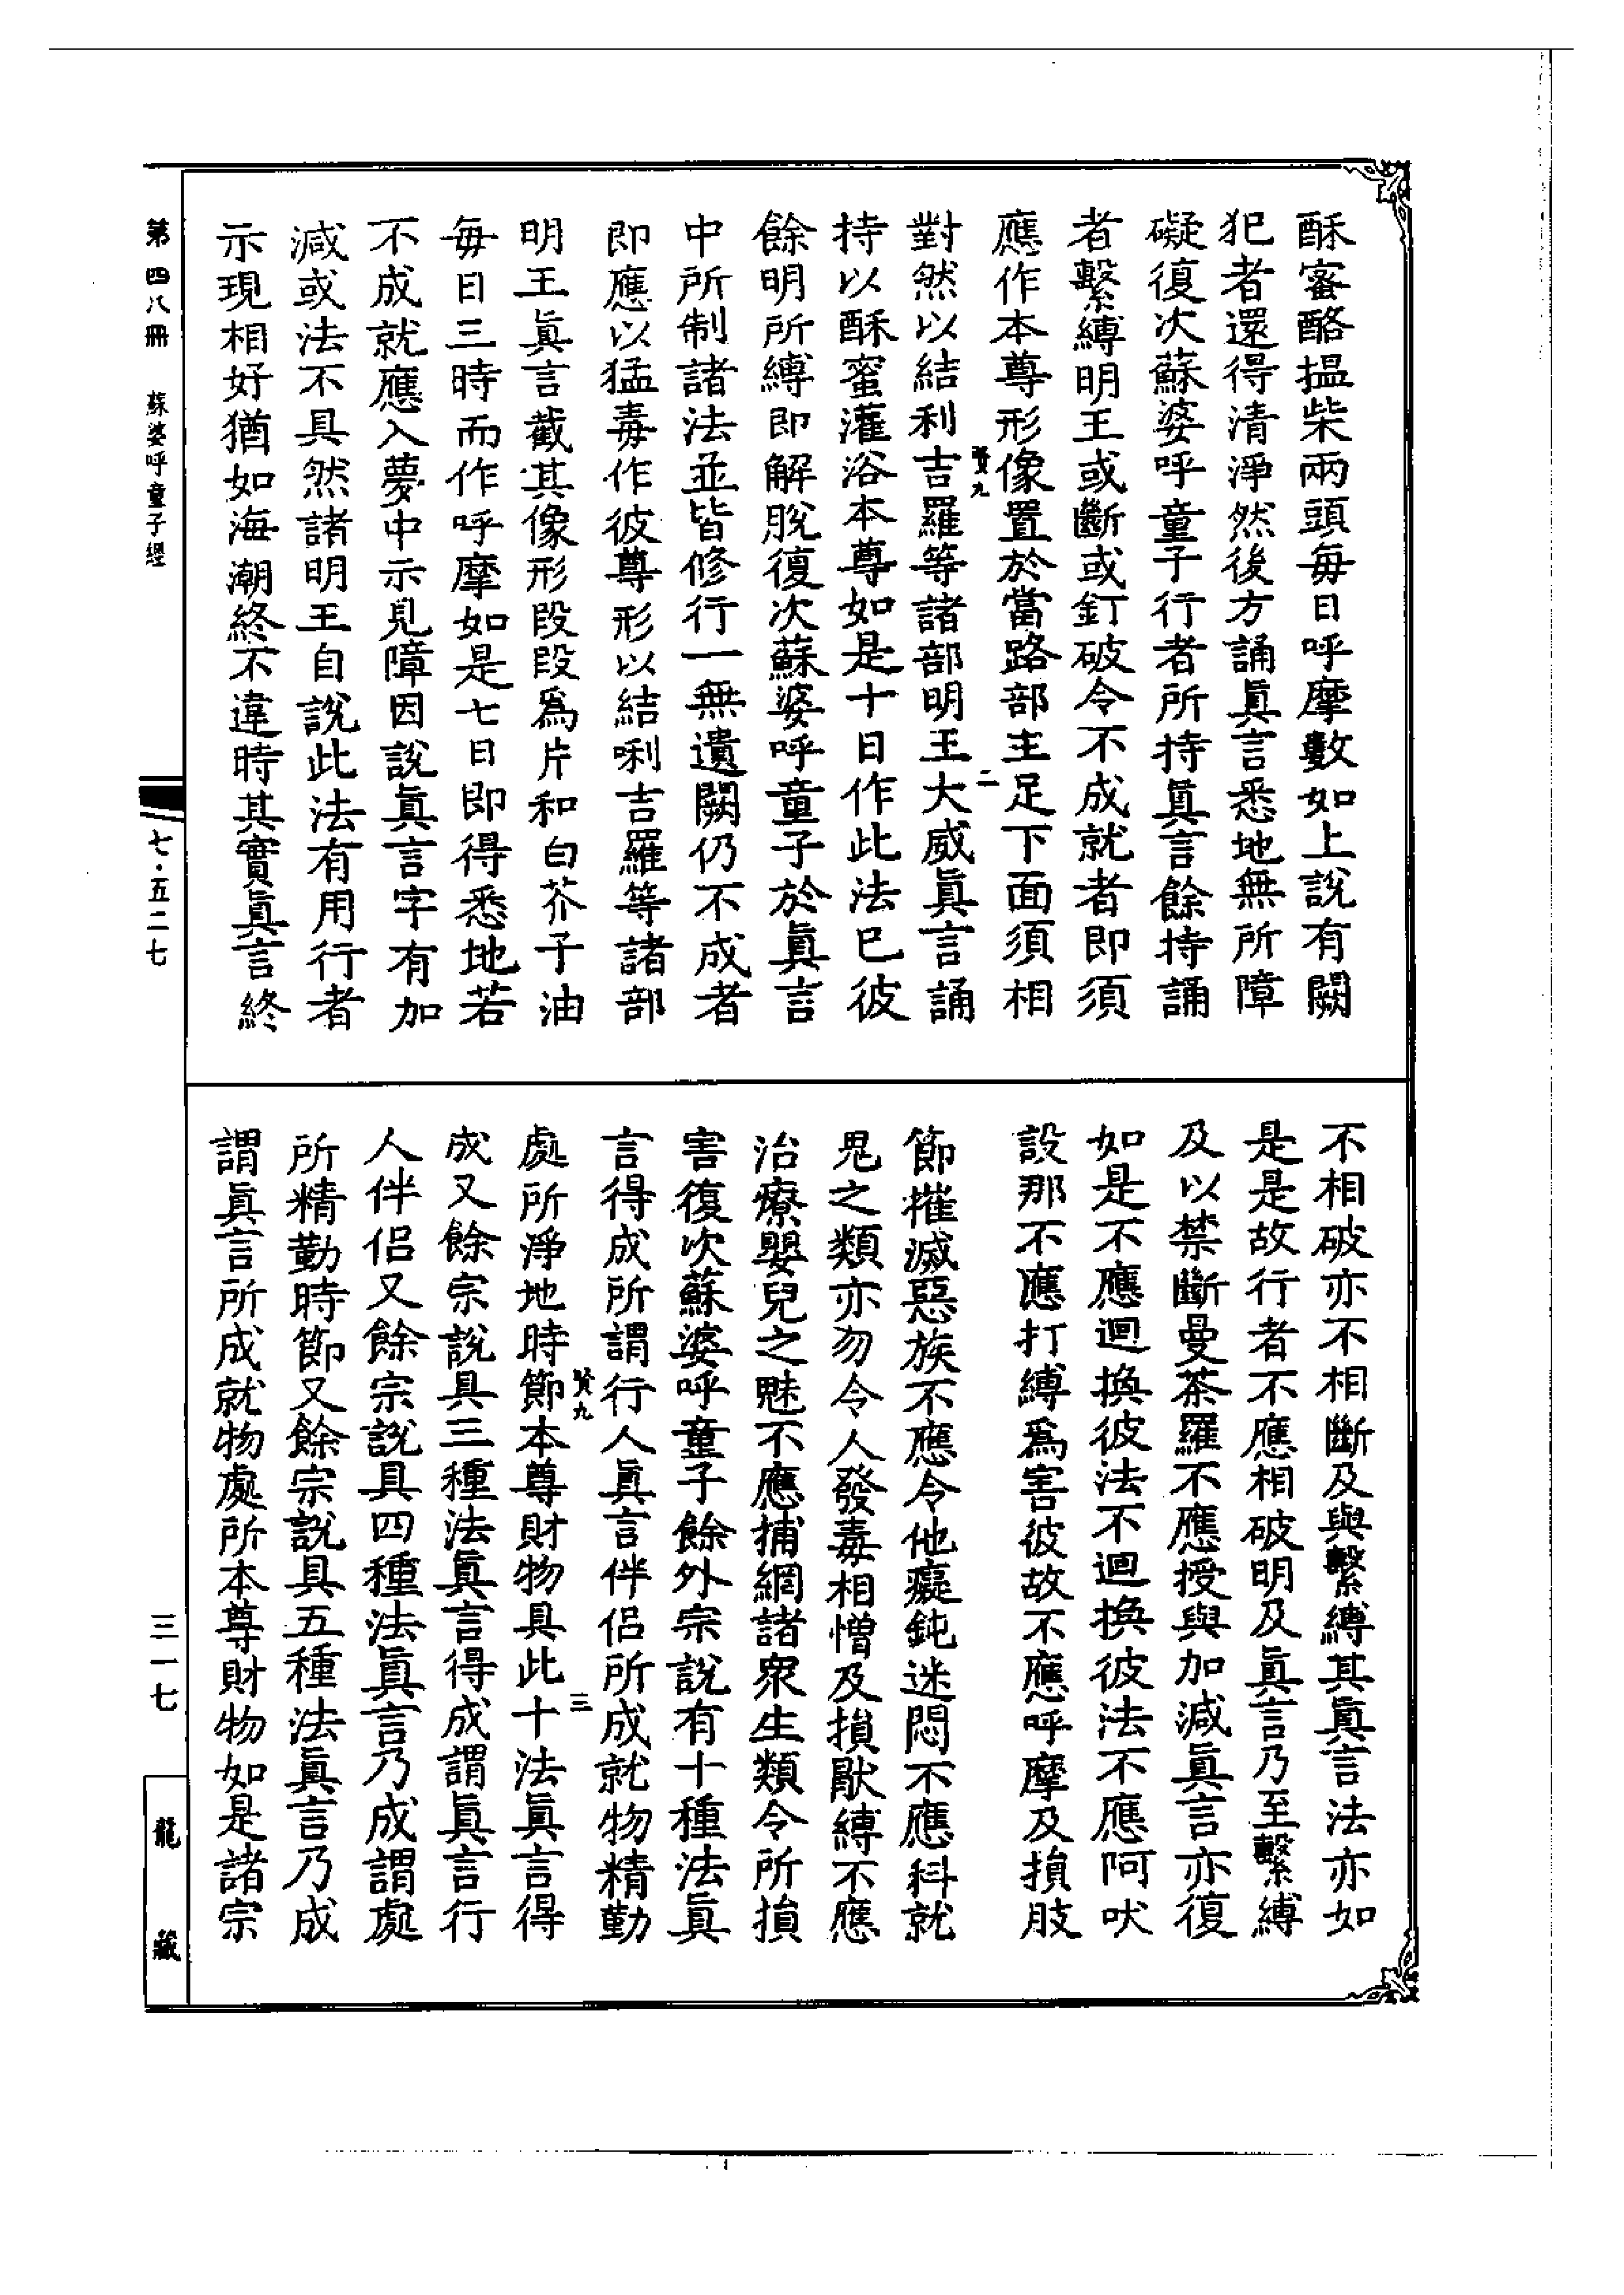 酥蜜酪搵柴兩頭每日呼摩數如上說有闕
犯者還得清淨然後方誦眞言悉地無所障
礙復次蘇婆呼童子行者所持眞言餘持誦
者繫縛明王或斷或釘破令不成就者即須
應作本尊形像置於當路部主足下面須相
賢九
二
對然以結利吉羅等諸部明王大威眞言誦
持以酥蜜灌浴本尊如是十日作此法已彼
餘明所縛即解脫復次蘇婆呼童子於眞言
中所制諸法並皆修行一無遺闕仍不成者
即應以猛毒作彼尊形以結唎吉羅等諸部
明王眞言截其像形段段爲片和白芥子油
每日三時而作呼摩如是七日即得悉地若
不成就應入夢中示見障因說眞言字有加
減或法不具然諸明王自說此法有用行者
示現相好猶如海潮終不違時其實眞言終
不相破亦不相斷及與繫縛其眞言法亦如
是是故行者不應相破明及眞言乃至繫縛
及以禁斷曼荼羅不應授與加減眞言亦復
如是不應迴換彼法不迴換彼法不應阿吠
設那不應打縛爲害彼故不應呼摩及損肢
節摧滅惡族不應令他癡鈍迷悶不應科就
鬼之類亦勿令人發毒相憎及損厭縛不應
治療嬰兒之魅不應捕網諸眾生類令所損
害復次蘇婆呼童子餘外宗說有十種法眞
言得成所謂行人眞言伴侶所成就物精勤
賢九
三
處所淨地時節本尊財物具此十法眞言得
成又餘宗說具三種法眞言得成謂眞言行
人伴侶又餘宗說具四種法眞言乃成謂處
所精勤時節又餘宗說具五種法眞言乃成
謂眞言所成就物處所本尊財物如是諸宗
第四八冊 蘇婆呼童子經
七·五二七
三一七
龍藏